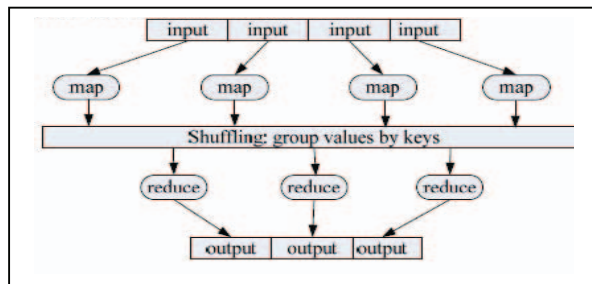 input input input input
map map map map
Shuffling: group values by keys
reduce reduce reduce
output output output